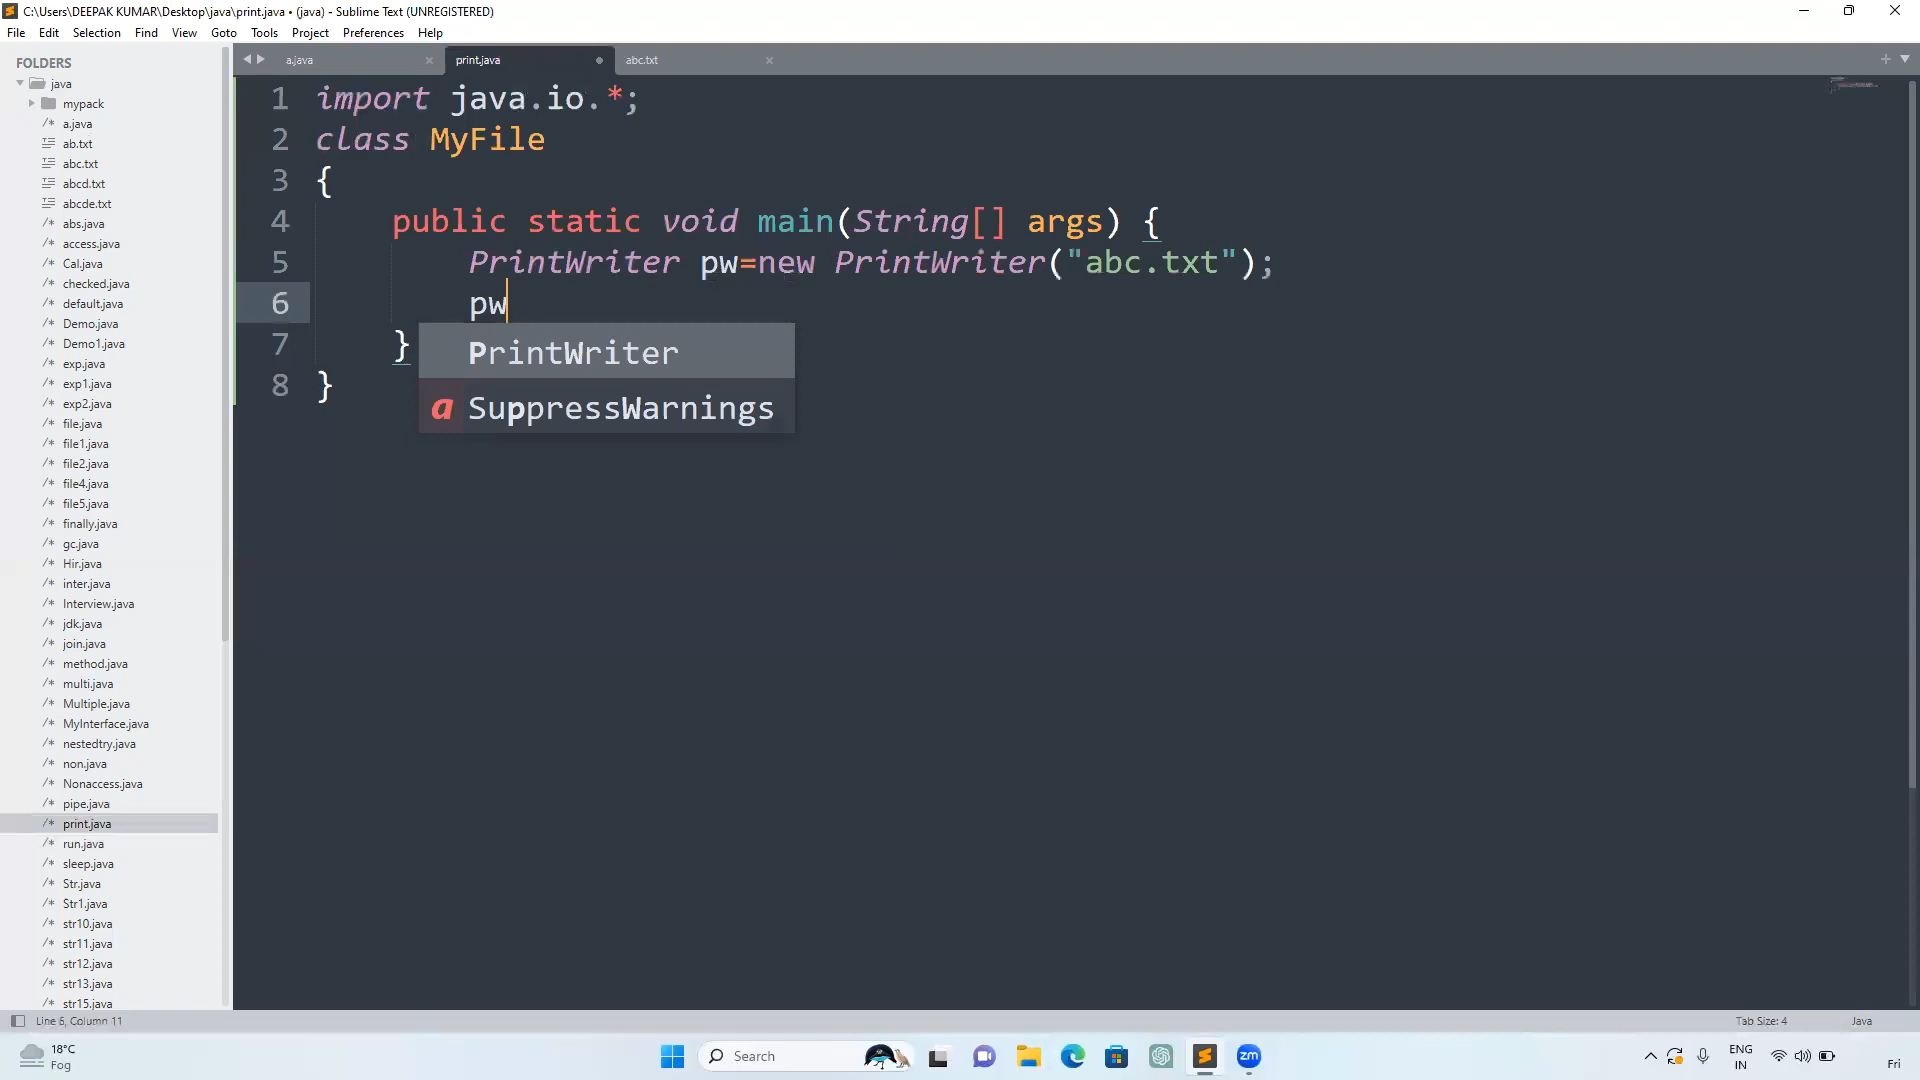 C:\Users\DEEPAK KUMAR\Desktop\java\print.java • (java) - Sublime Text (UNREGISTERED)
File Edit Selection Find View Goto Tools Project Preferences Help
FOLDERS
java
mypack
/* a.java
ab.txt
abc.txt
abcd.txt
abcde.txt
/* abs.java
/* access.java
/* Cal.java
/* checked.java
/* default.java
/* Demo.java
/* Demo1.java
/* exp.java
/* exp1.java
/* exp2.java
/* file.java
/* file1.java
/* file2.java
/* file4.java
/* file5.java
/* finally.java
/* gc.java
/* Hir.java
/* inter.java
/* Interview.java
/* jdk.java
/* join.java
/* method.java
/* multi.java
/* Multiple.java
/* MyInterface.java
/* nestedtry.java
/* non.java
/* Nonaccess.java
/* pipe.java
/* print.java
/* run.java
/* sleep.java
/* Str.java
/* Str1.java
/* str10.java
/* str11.java
/* str12.java
/* str13.java
/* str15.java
a.java print.java abc.txt
1 import java.io.*;
2 class MyFile
3 {
4 public static void main(String[] args) {
5 PrintWriter pw=new PrintWriter("abc.txt");
6 pw
7 }
8 }
PrintWriter
a SuppressWarnings
Line 6, Column 11 Tab Size: 4 Java
18°C
Fog
Search
zm
ENG
IN
Fri